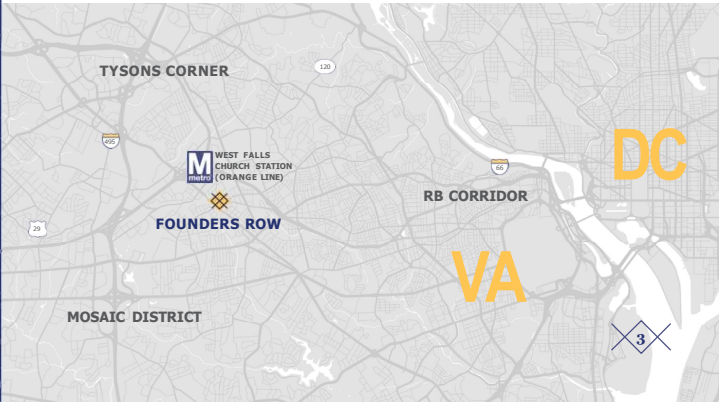 TYSONS CORNER
120
DC
495
M
metro
WEST FALLS
CHURCH STATION
(ORANGE LINE)
66
RB CORRIDOR
FOUNDERS ROW
29
VA
MOSAIC DISTRICT
3